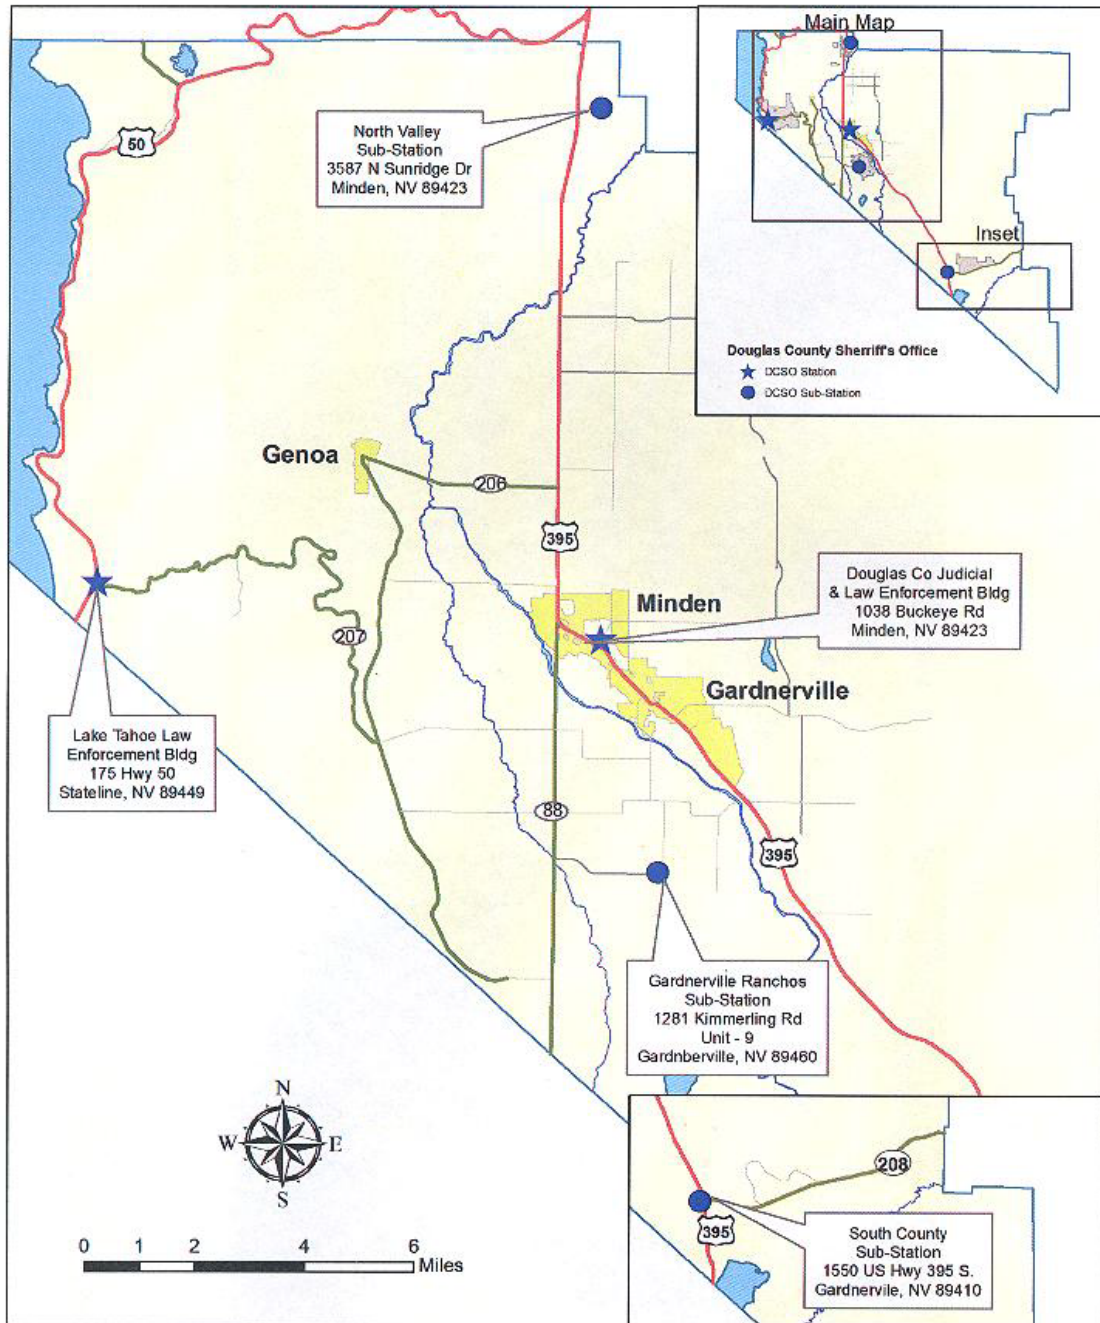 Main Map
50
North Valley
Sub-Station
3587 N Sunridge Dr
Minden, NV 89423
Inset
Douglas County Sherriff's Office
DCSO Station
DCSO Sub-Station
Genoa
206
395
Douglas Co Judicial
& Law Enforcement Bldg
1038 Buckeye Rd
Minden, NV 89423
Minden
207
Gardnerville
Lake Tahoe Law
Enforcement Bldg
175 Hwy 50
Stateline, NV 89449
88
395
Gardnerville Ranchos
Sub-Station
1281 Kimmerling Rd
Unit - 9
Gardnberville, NV 89460
N
W E
S
208
395
South County
Sub-Station
1550 US Hwy 395 S.
Gardnerville, NV 89410
0 1 2 4 6
Miles